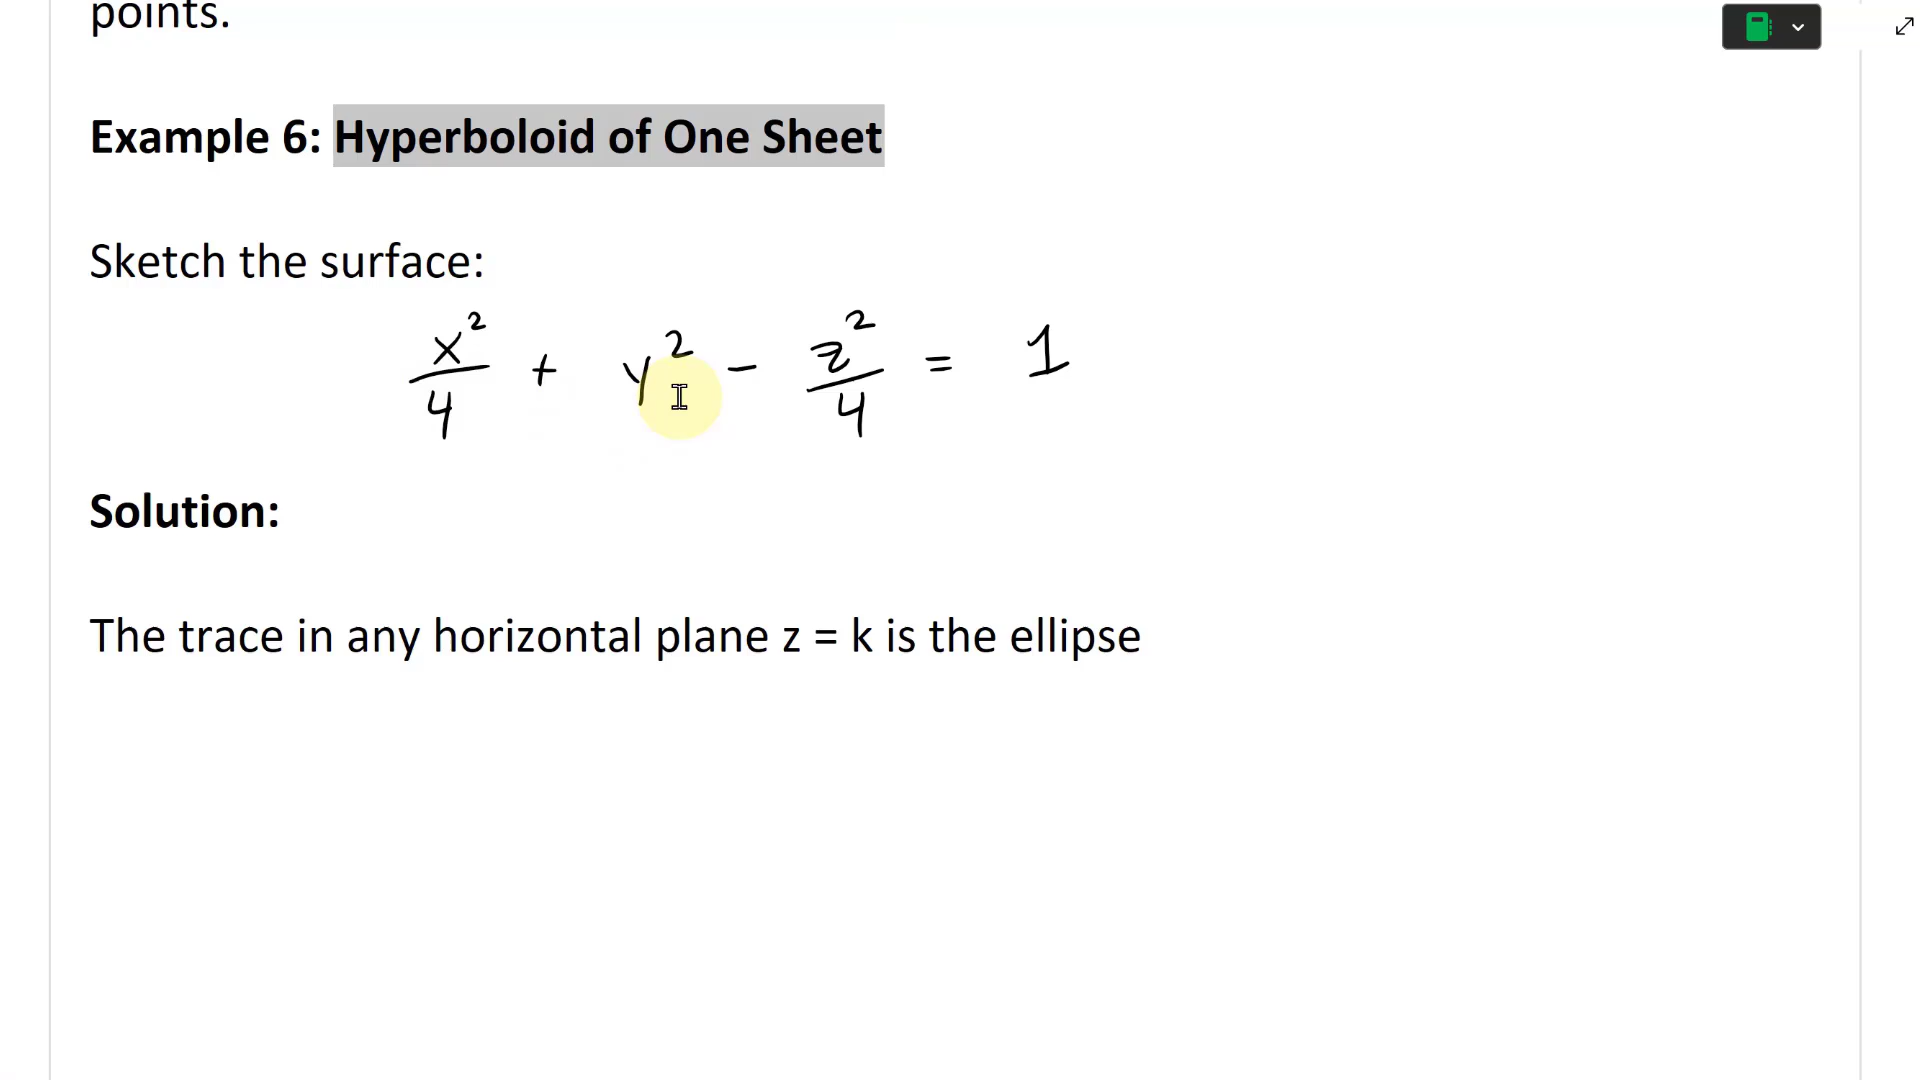 points.
Example 6: Hyperboloid of One Sheet
Sketch the surface:
x²/4 + y² - z²/4 = 1
Solution:
The trace in any horizontal plane z = k is the ellipse